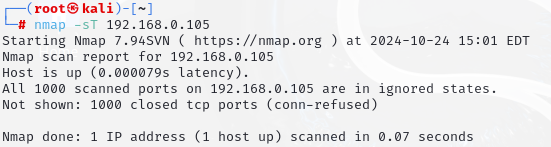 ┌──(root㉿kali)-[~]
└─# nmap -sT 192.168.0.105
Starting Nmap 7.94SVN ( https://nmap.org ) at 2024-10-24 15:01 EDT
Nmap scan report for 192.168.0.105
Host is up (0.000079s latency).
All 1000 scanned ports on 192.168.0.105 are in ignored states.
Not shown: 1000 closed tcp ports (conn-refused)

Nmap done: 1 IP address (1 host up) scanned in 0.07 seconds